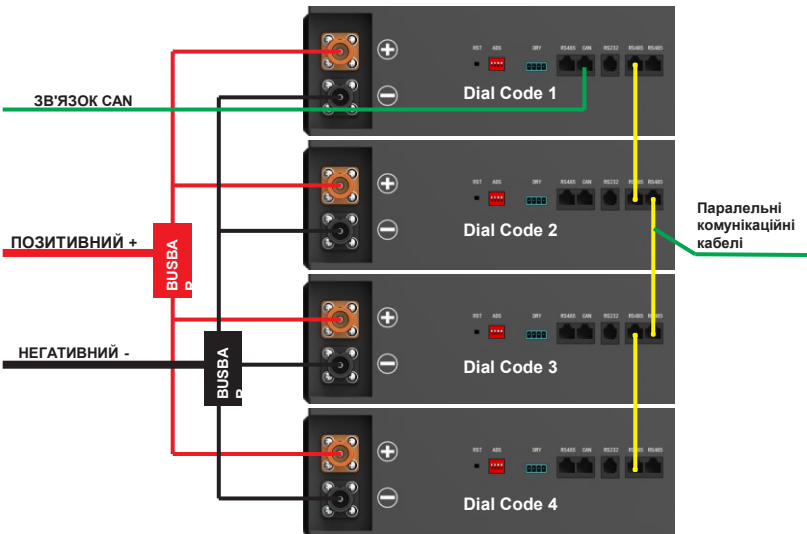 RST ADS DRY RS485 CAN RS232 RS485 RS485
Dial Code 1
ЗВ'ЯЗОК CAN
RST ADS DRY RS485 CAN RS232 RS485 RS485
Dial Code 2
Паралельні
комунікаційні
кабелі
ПОЗИТИВНИЙ +
BUSBA
R
RST ADS DRY RS485 CAN RS232 RS485 RS485
Dial Code 3
НЕГАТИВНИЙ -
BUSBA
R
RST ADS DRY RS485 CAN RS232 RS485 RS485
Dial Code 4